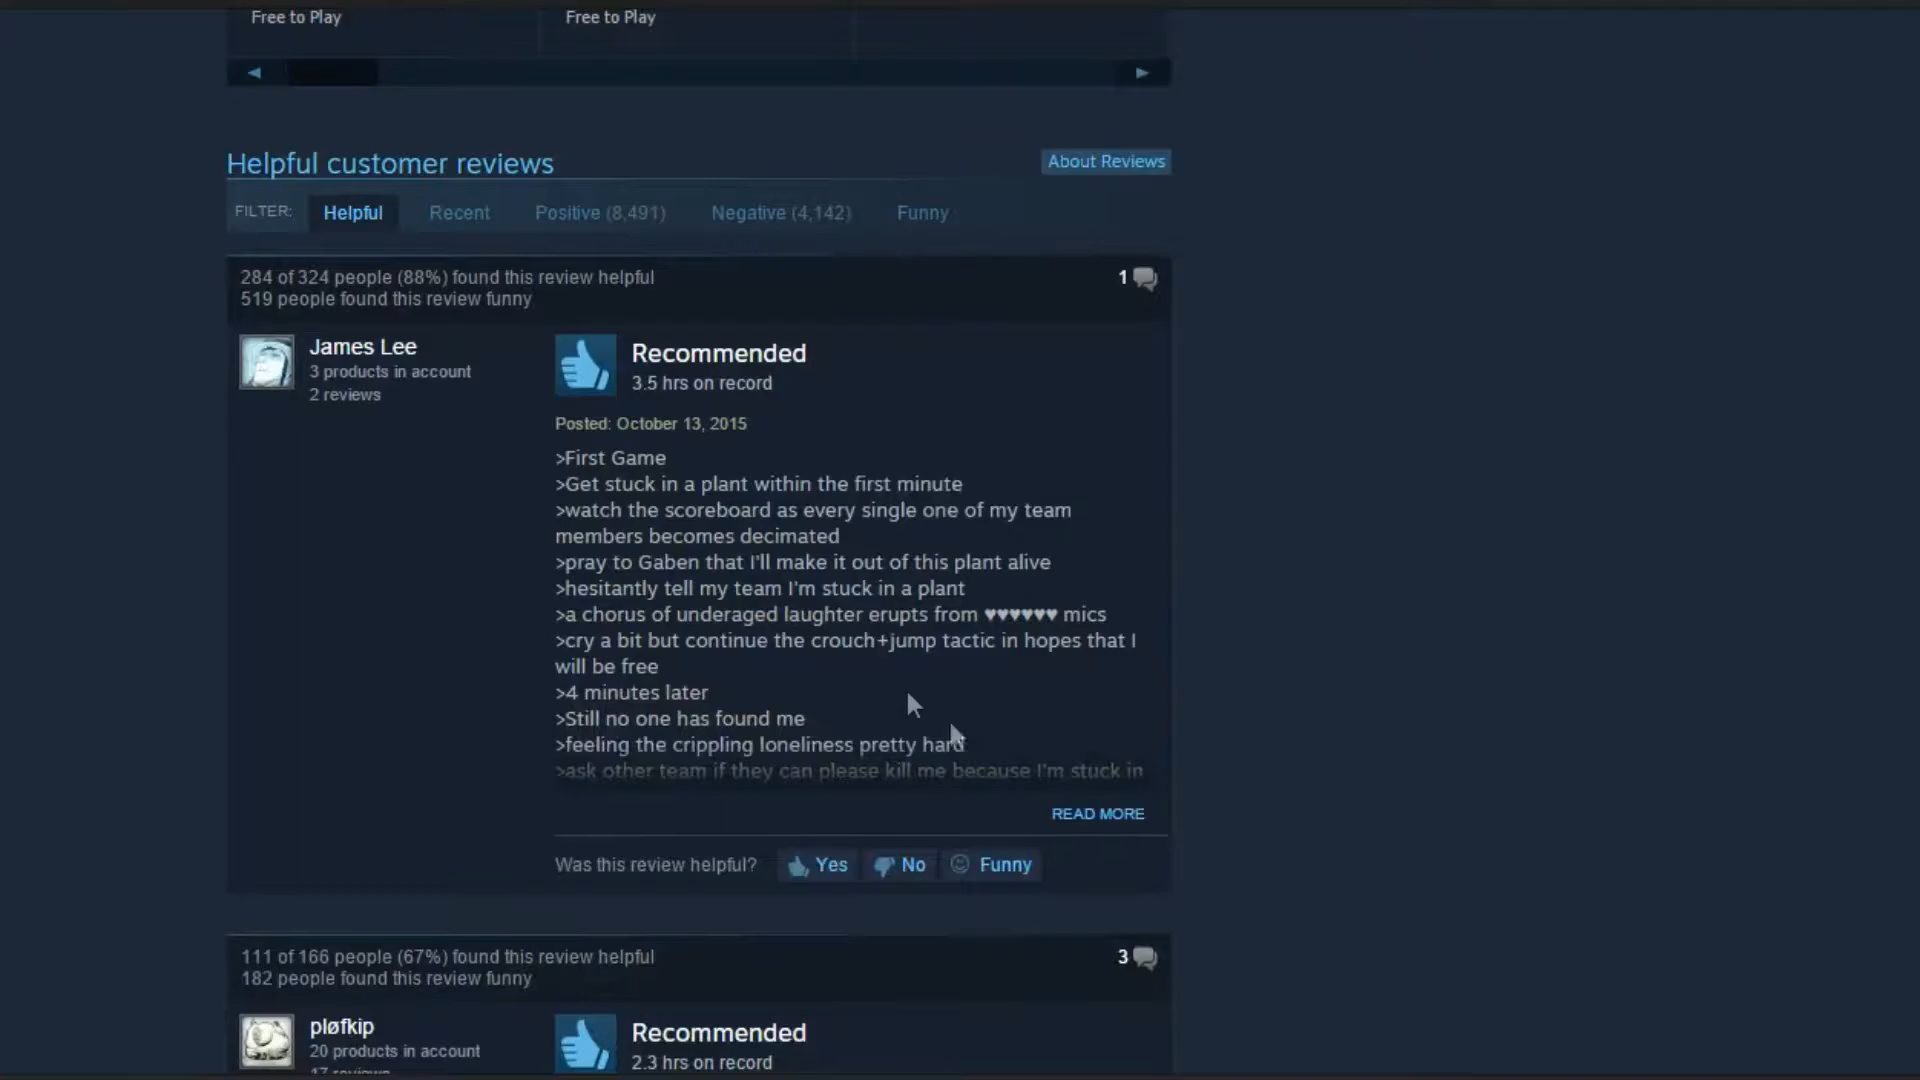 Free to Play
Free to Play
Helpful customer reviews
About Reviews
FILTER:
Helpful
Recent
Positive (8,491)
Negative (4,142)
Funny
284 of 324 people (88%) found this review helpful
519 people found this review funny
1
James Lee
3 products in account
2 reviews
Recommended
3.5 hrs on record
Posted: October 13, 2015
>First Game
>Get stuck in a plant within the first minute
>watch the scoreboard as every single one of my team
members becomes decimated
>pray to Gaben that I'll make it out of this plant alive
>hesitantly tell my team I'm stuck in a plant
>a chorus of underaged laughter erupts from ♥♥♥♥♥♥ mics
>cry a bit but continue the crouch+jump tactic in hopes that I
will be free
>4 minutes later
>Still no one has found me
>feeling the crippling loneliness pretty hard
>ask other team if they can please kill me because I'm stuck in
READ MORE
Was this review helpful?
Yes
No
Funny
111 of 166 people (67%) found this review helpful
182 people found this review funny
3
pløfkip
20 products in account
17 reviews
Recommended
2.3 hrs on record